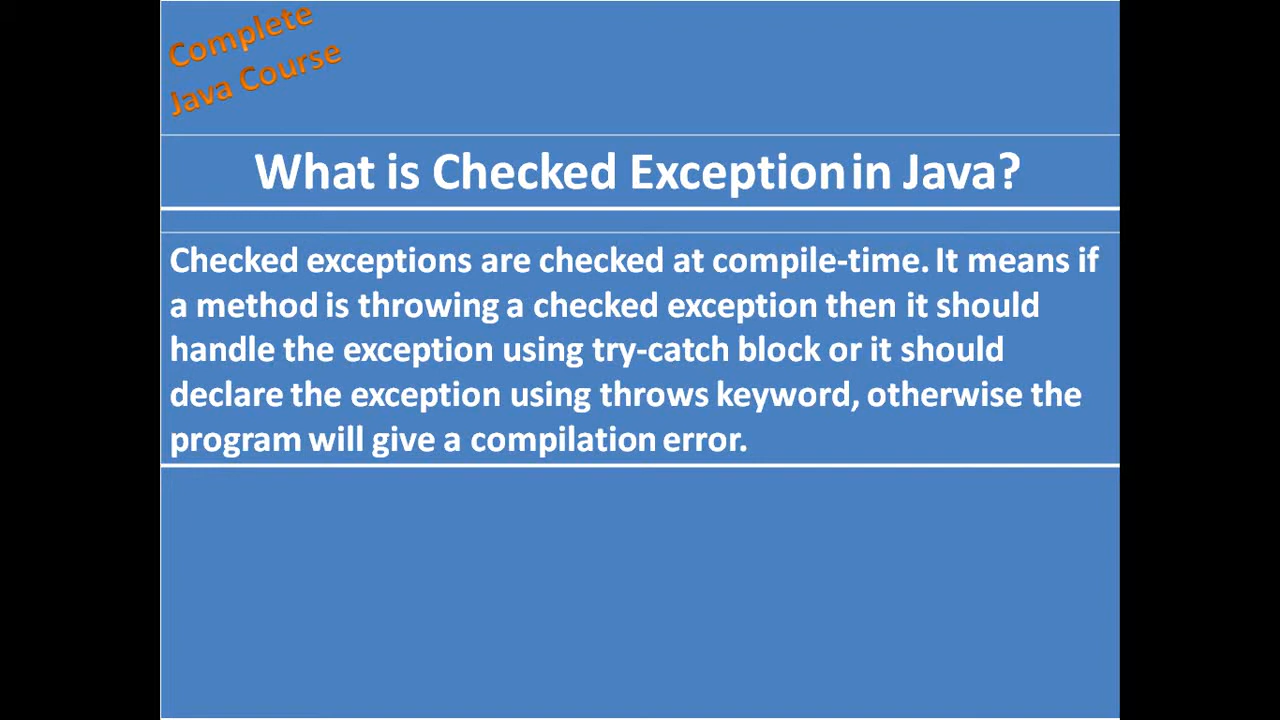 Complete
Java Course
What is Checked Exception in Java?
Checked exceptions are checked at compile-time. It means if
a method is throwing a checked exception then it should
handle the exception using try-catch block or it should
declare the exception using throws keyword, otherwise the
program will give a compilation error.